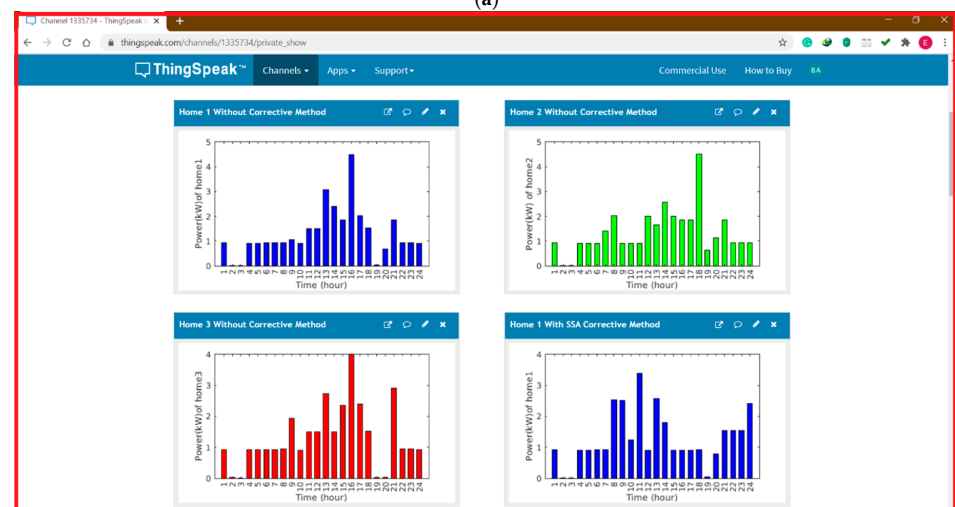 (a)
Channel 1335734 - ThingSpeak
thingspeak.com/channels/1335734/private_show
E
ThingSpeak™ Channels Apps Support Commercial Use How to Buy BA
Home 1 Without Corrective Method
Power(kW)of home1
5
4
3
2
1
0
1 2 3 4 5 6 7 8 9 10 11 12 13 14 15 16 17 18 19 20 21 22 23 24
Time (hour)
Home 2 Without Corrective Method
Power(kW) of home2
5
4
3
2
1
0
1 2 3 4 5 6 7 8 9 10 11 12 13 14 15 16 17 18 19 20 21 22 23 24
Time (hour)
Home 3 Without Corrective Method
Power(kW)of home3
4
3
2
1
0
1 2 3 4 5 6 7 8 9 10 11 12 13 14 15 16 17 18 19 20 21 22 23 24
Time (hour)
Home 1 With SSA Corrective Method
Power(kW)of home1
4
3
2
1
0
1 2 3 4 5 6 7 8 9 10 11 12 13 14 15 16 17 18 19 20 21 22 23 24
Time (hour)